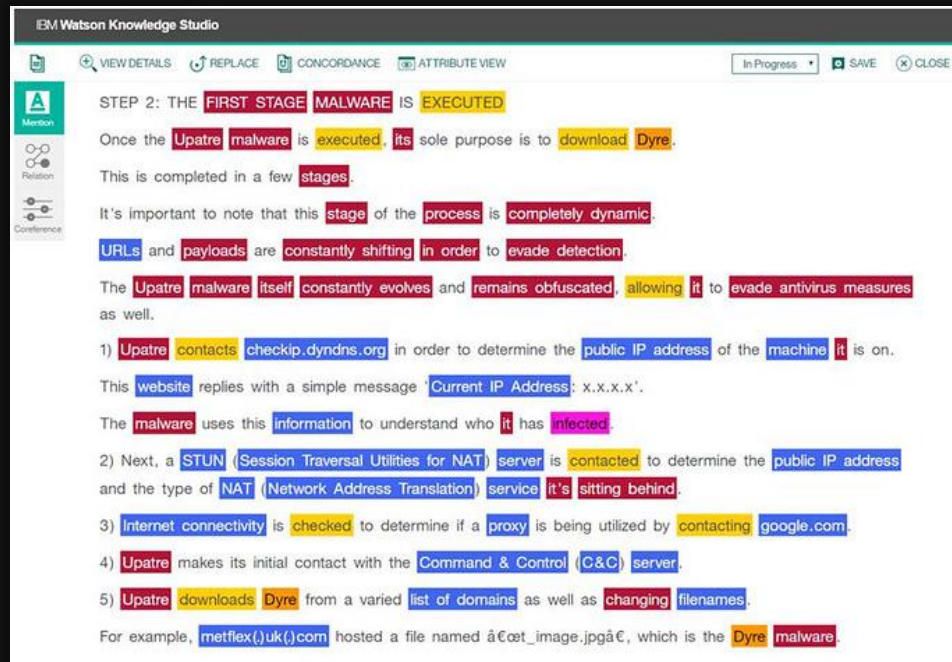 IBM Watson Knowledge Studio
VIEW DETAILS REPLACE CONCORDANCE ATTRIBUTE VIEW In Progress SAVE CLOSE
Mention
Relation
Coreference
STEP 2: THE FIRST STAGE MALWARE IS EXECUTED
Once the Upatre malware is executed, its sole purpose is to download Dyre.
This is completed in a few stages.
It's important to note that this stage of the process is completely dynamic.
URLs and payloads are constantly shifting in order to evade detection.
The Upatre malware itself constantly evolves and remains obfuscated, allowing it to evade antivirus measures
as well.
1) Upatre contacts checkip.dyndns.org in order to determine the public IP address of the machine it is on.
This website replies with a simple message 'Current IP Address: x.x.x.x'.
The malware uses this information to understand who it has infected.
2) Next, a STUN (Session Traversal Utilities for NAT) server is contacted to determine the public IP address
and the type of NAT (Network Address Translation) service it's sitting behind.
3) Internet connectivity is checked to determine if a proxy is being utilized by contacting google.com.
4) Upatre makes its initial contact with the Command & Control (C&C) server.
5) Upatre downloads Dyre from a varied list of domains as well as changing filenames.
For example, metflex(.)uk(.)com hosted a file named â€œt_image.jpgâ€, which is the Dyre malware.